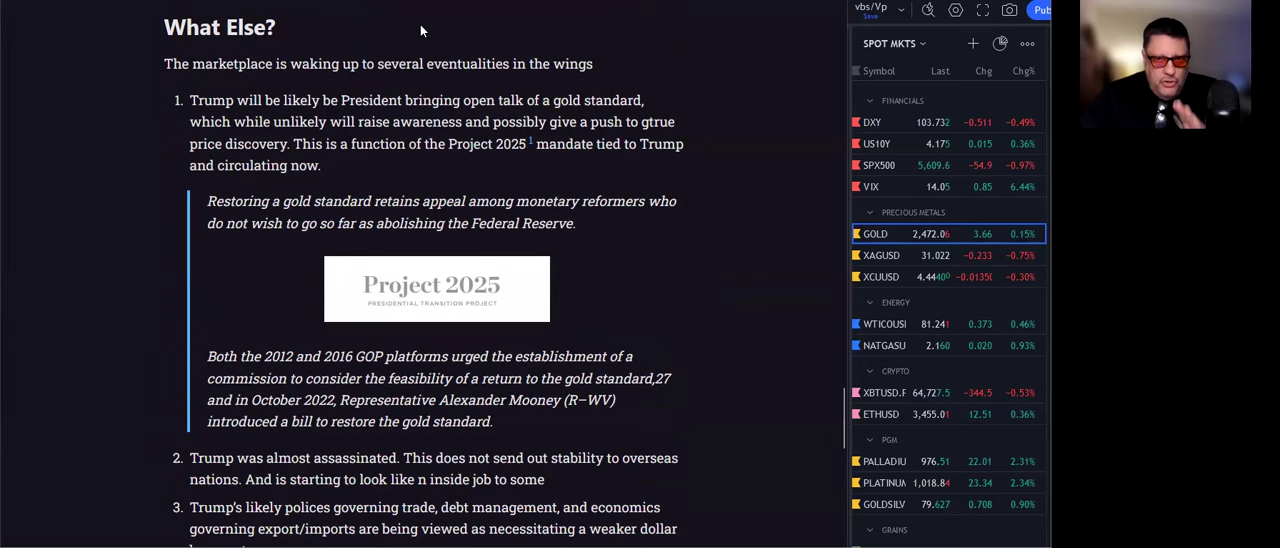 What Else?
The marketplace is waking up to several eventualities in the wings
1. Trump will be likely be President bringing open talk of a gold standard,
which while unlikely will raise awareness and possibly give a push to gtrue
price discovery. This is a function of the Project 2025 1 mandate tied to Trump
and circulating now.
Restoring a gold standard retains appeal among monetary reformers who
do not wish to go so far as abolishing the Federal Reserve.
Project 2025
PRESIDENTIAL TRANSITION PROJECT
Both the 2012 and 2016 GOP platforms urged the establishment of a
commission to consider the feasibility of a return to the gold standard,27
and in October 2022, Representative Alexander Mooney (R–WV)
introduced a bill to restore the gold standard.
2. Trump was almost assassinated. This does not send out stability to overseas
nations. And is starting to look like n inside job to some
3. Trump's likely polices governing trade, debt management, and economics
governing export/imports are being viewed as necessitating a weaker dollar
vbs/Vp
Save
Pub
SPOT MKTS
Symbol Last Chg Chg%
FINANCIALS
DXY 103.732 −0.511 −0.49%
US10Y 4.175 0.015 0.36%
SPX500 5,609.6 −54.9 −0.97%
VIX 14.05 0.85 6.44%
PRECIOUS METALS
GOLD 2,472.06 3.66 0.15%
XAGUSD 31.022 −0.233 −0.75%
XCUUSD 4.44400 −0.0135( −0.30%
ENERGY
WTICOUSI 81.241 0.373 0.46%
NATGASU 2.160 0.020 0.93%
CRYPTO
XBTUSD.F 64,727.5 −344.5 −0.53%
ETHUSD 3,455.01 12.51 0.36%
PGM
PALLADIU 976.51 22.01 2.31%
PLATINUM 1,018.84 23.34 2.34%
GOLDSILV 79.627 0.708 0.90%
GRAINS